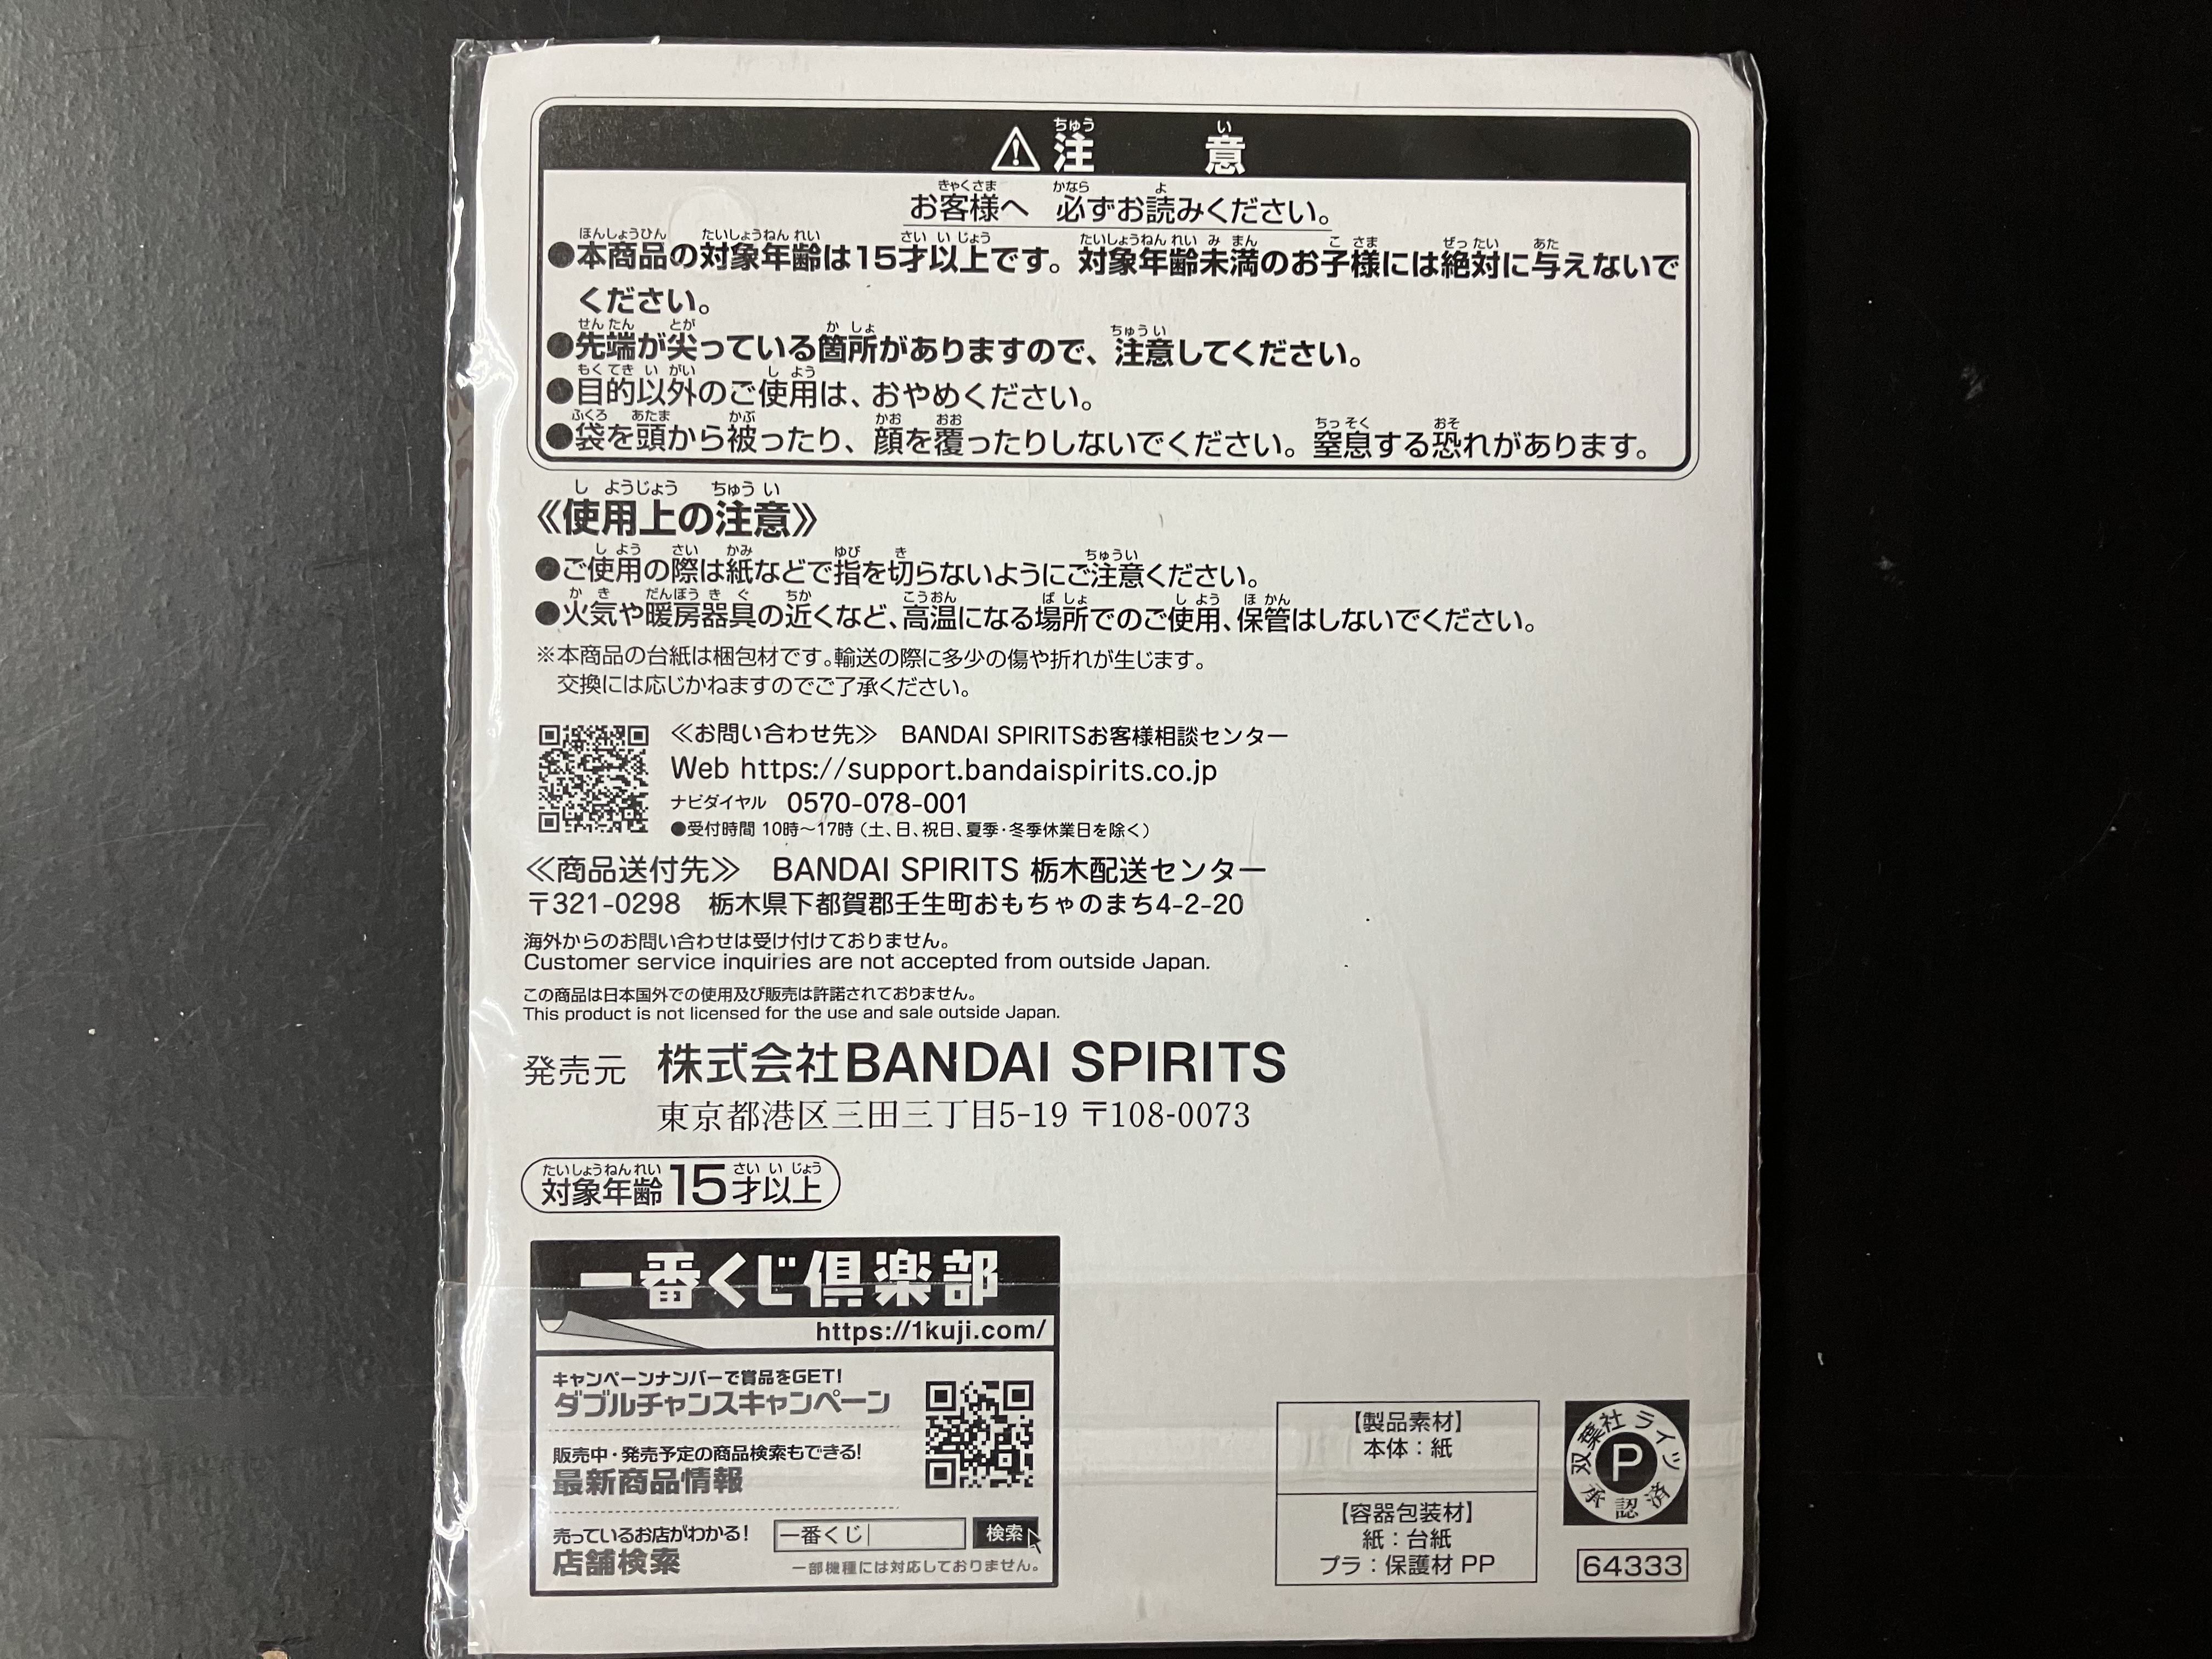 ⚠注意
お客様へ 必ずお読みください。
●本商品の対象年齢は15才以上です。対象年齢未満のお子様には絶対に与えないで
ください。
●先端が尖っている箇所がありますので、注意してください。
●目的以外のご使用は、おやめください。
●袋を頭から被ったり、顔を覆ったりしないでください。窒息する恐れがあります。
《使用上の注意》
●ご使用の際は紙などで指を切らないようにご注意ください。
●火気や暖房器具の近くなど、高温になる場所でのご使用、保管はしないでください。
※本商品の台紙は梱包材です。輸送の際に多少の傷や折れが生じます。
交換には応じかねますのでご了承ください。
≪お問い合わせ先≫ BANDAI SPIRITSお客様相談センター
Web https://support.bandaispirits.co.jp
ナビダイヤル 0570-078-001
●受付時間 10時～17時（土、日、祝日、夏季・冬季休業日を除く）
≪商品送付先≫ BANDAI SPIRITS 栃木配送センター
〒321-0298 栃木県下都賀郡壬生町おもちゃのまち4-2-20
海外からのお問い合わせは受け付けておりません。
Customer service inquiries are not accepted from outside Japan.
この商品は日本国外での使用及び販売は許諾されておりません。
This product is not licensed for the use and sale outside Japan.
発売元 株式会社BANDAI SPIRITS
東京都港区三田三丁目5-19 〒108-0073
対象年齢15才以上
一番くじ倶楽部
https://1kuji.com/
キャンペーンナンバーで賞品をGET!
ダブルチャンスキャンペーン
販売中・発売予定の商品検索もできる!
最新商品情報
売っているお店がわかる!
店舗検索
一番くじ 検索
一部機種には対応しておりません。
【製品素材】
本体：紙
【容器包装材】
紙：台紙
プラ：保護材 PP
双葉社ライツ
P
承認済
64333